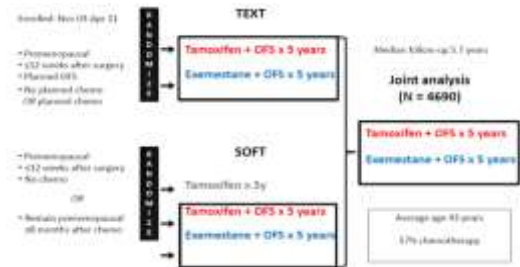 TEXT
Enrolled: Nov 03-Apr 11
• Premenopausal
• ≤12 weeks after surgery
• Planned OFS
• No planned chemo
OR planned chemo
RANDOMIZE
Tamoxifen + OFS x 5 years
Exemestane + OFS x 5 years
Median follow-up 5.7 years
Joint analysis
(N = 4690)
Tamoxifen + OFS x 5 years
Exemestane + OFS x 5 years
SOFT
• Premenopausal
• ≤12 weeks after surgery
• No chemo
OR
• Remain premenopausal
≤8 months after chemo
RANDOMIZE
Tamoxifen x 5y
Tamoxifen + OFS x 5 years
Exemestane + OFS x 5 years
Average age 43 years
57% chemotherapy